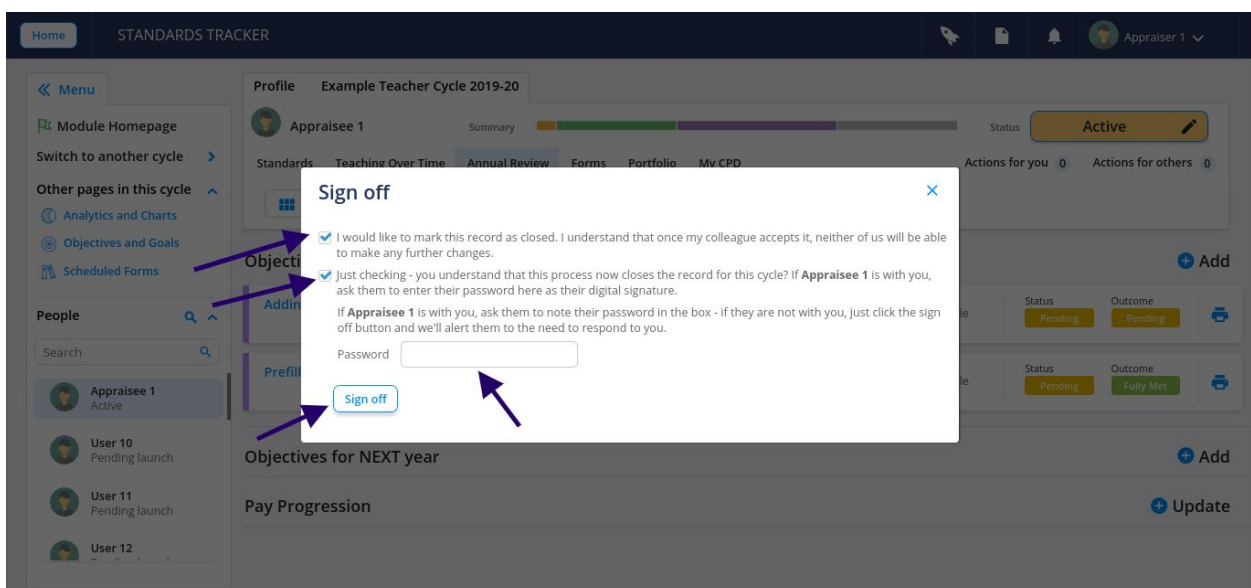 Home
STANDARDS TRACKER
Appraiser 1
Menu
Module Homepage
Switch to another cycle
Other pages in this cycle
Analytics and Charts
Objectives and Goals
Scheduled Forms
People
Search
Appraisee 1
Active
User 10
Pending launch
User 11
Pending launch
User 12
Profile
Example Teacher Cycle 2019-20
Appraisee 1
Summary
Status
Active
Standards
Teaching Over Time
Annual Review
Forms
Portfolio
My CPD
Actions for you 0
Actions for others 0
Sign off
I would like to mark this record as closed. I understand that once my colleague accepts it, neither of us will be able
to make any further changes.
Just checking - you understand that this process now closes the record for this cycle? If Appraisee 1 is with you,
ask them to enter their password here as their digital signature.
If Appraisee 1 is with you, ask them to note their password in the box - if they are not with you, just click the sign
off button and we'll alert them to the need to respond to you.
Password
Sign off
Add
Status
Pending
Outcome
Pending
Status
Pending
Outcome
Fully Met
Objectives for NEXT year
Add
Pay Progression
Update